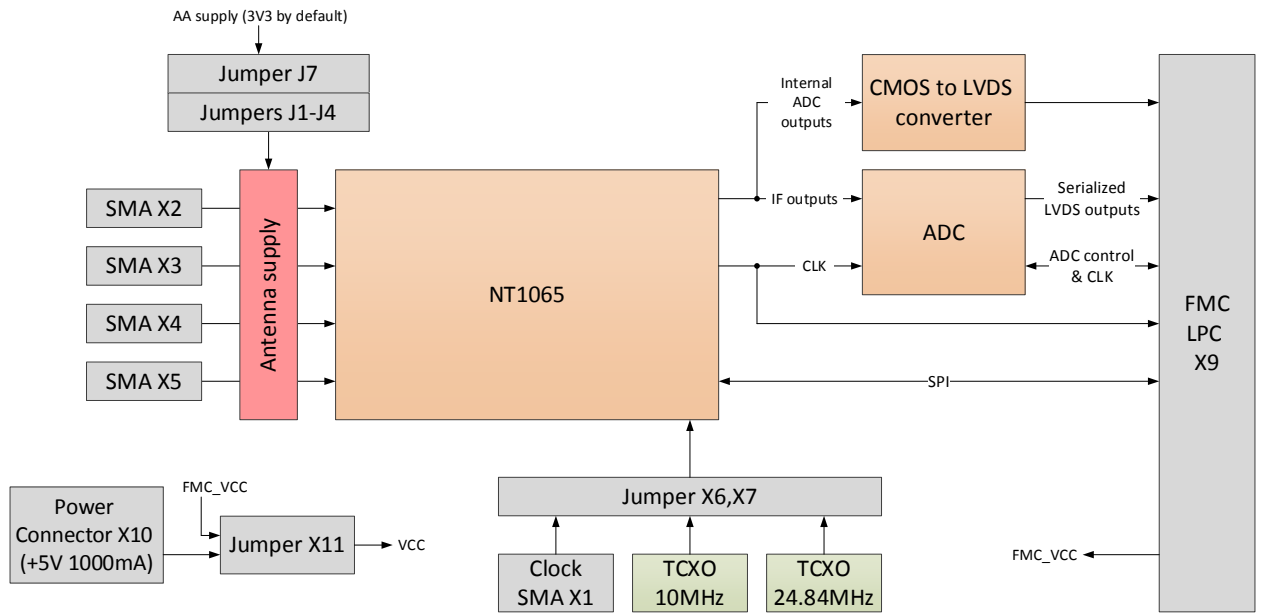 AA supply (3V3 by default)
Jumper J7
Jumpers J1-J4
SMA X2
SMA X3
SMA X4
SMA X5
Antenna supply
NT1065
Internal
ADC
outputs
CMOS to LVDS
converter
IF outputs
ADC
Serialized
LVDS outputs
CLK
ADC control
& CLK
FMC
LPC
X9
SPI
Power
Connector X10
(+5V 1000mA)
FMC_VCC
Jumper X11
VCC
Jumper X6,X7
Clock
SMA X1
TCXO
10MHz
TCXO
24.84MHz
FMC_VCC